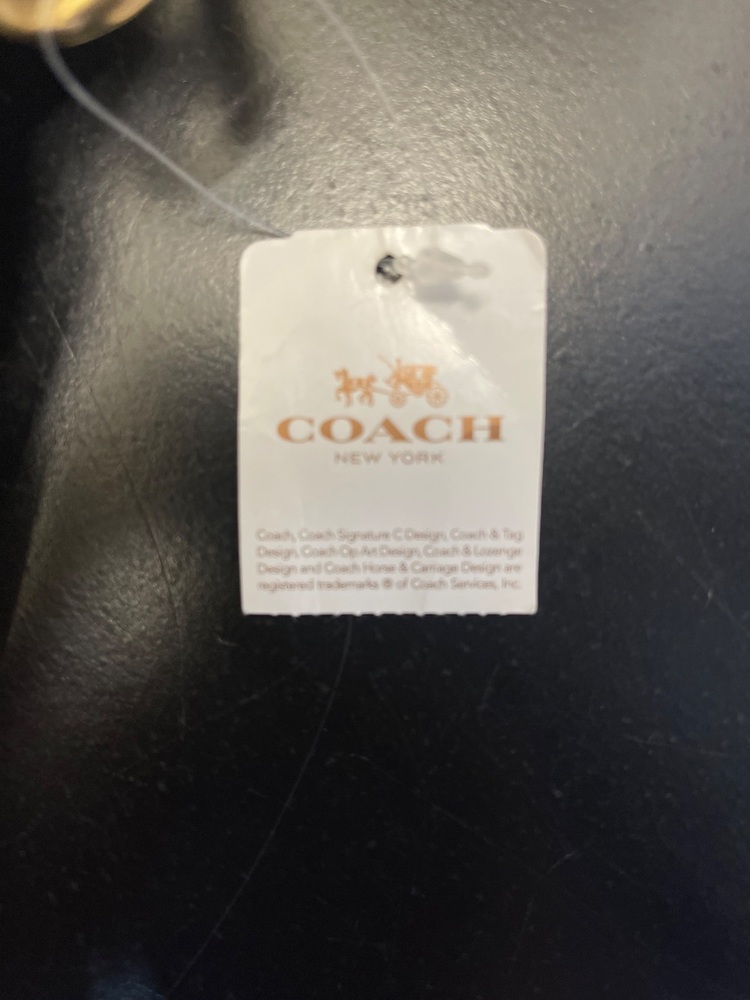 COACH
NEW YORK
Coach, Coach Signature C Design, Coach & Tag
Design, Coach Op Art Design, Coach & Lozenge
Design and Coach Horse & Carriage Design are
registered trademarks ® of Coach Services, Inc.